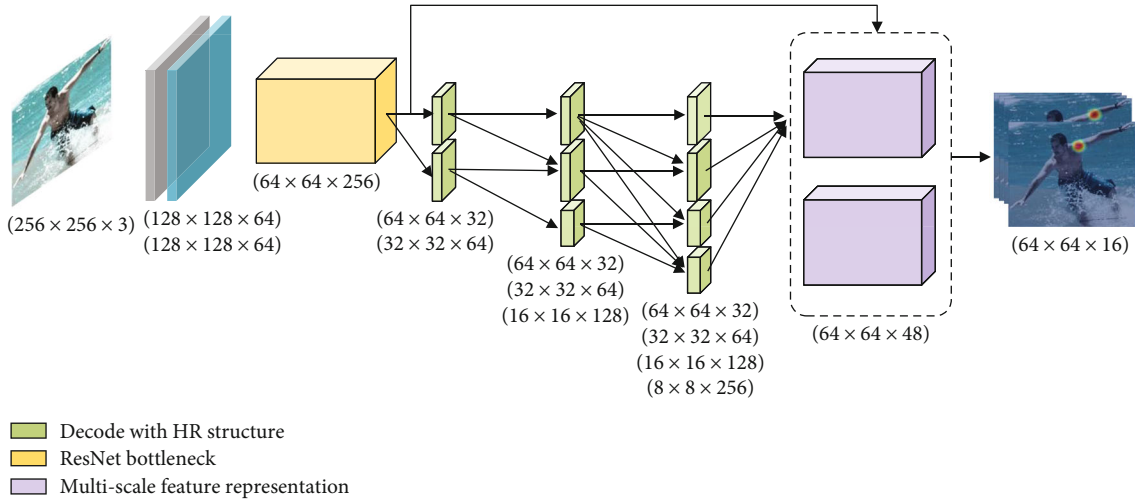 (256 × 256 × 3)
(128 × 128 × 64)
(128 × 128 × 64)
(64 × 64 × 256)
(64 × 64 × 32)
(32 × 32 × 64)
(64 × 64 × 32)
(32 × 32 × 64)
(16 × 16 × 128)
(64 × 64 × 32)
(32 × 32 × 64)
(16 × 16 × 128)
(8 × 8 × 256)
(64 × 64 × 48)
(64 × 64 × 16)
Decode with HR structure
ResNet bottleneck
Multi-scale feature representation